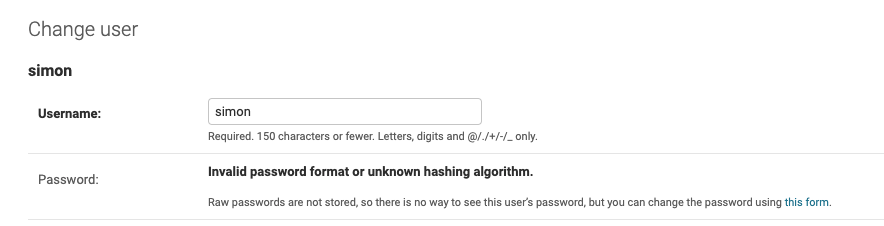 Change user
simon
Username:
simon
Required. 150 characters or fewer. Letters, digits and @/./+/-/_ only.
Password:
Invalid password format or unknown hashing algorithm.
Raw passwords are not stored, so there is no way to see this user’s password, but you can change the password using this form.